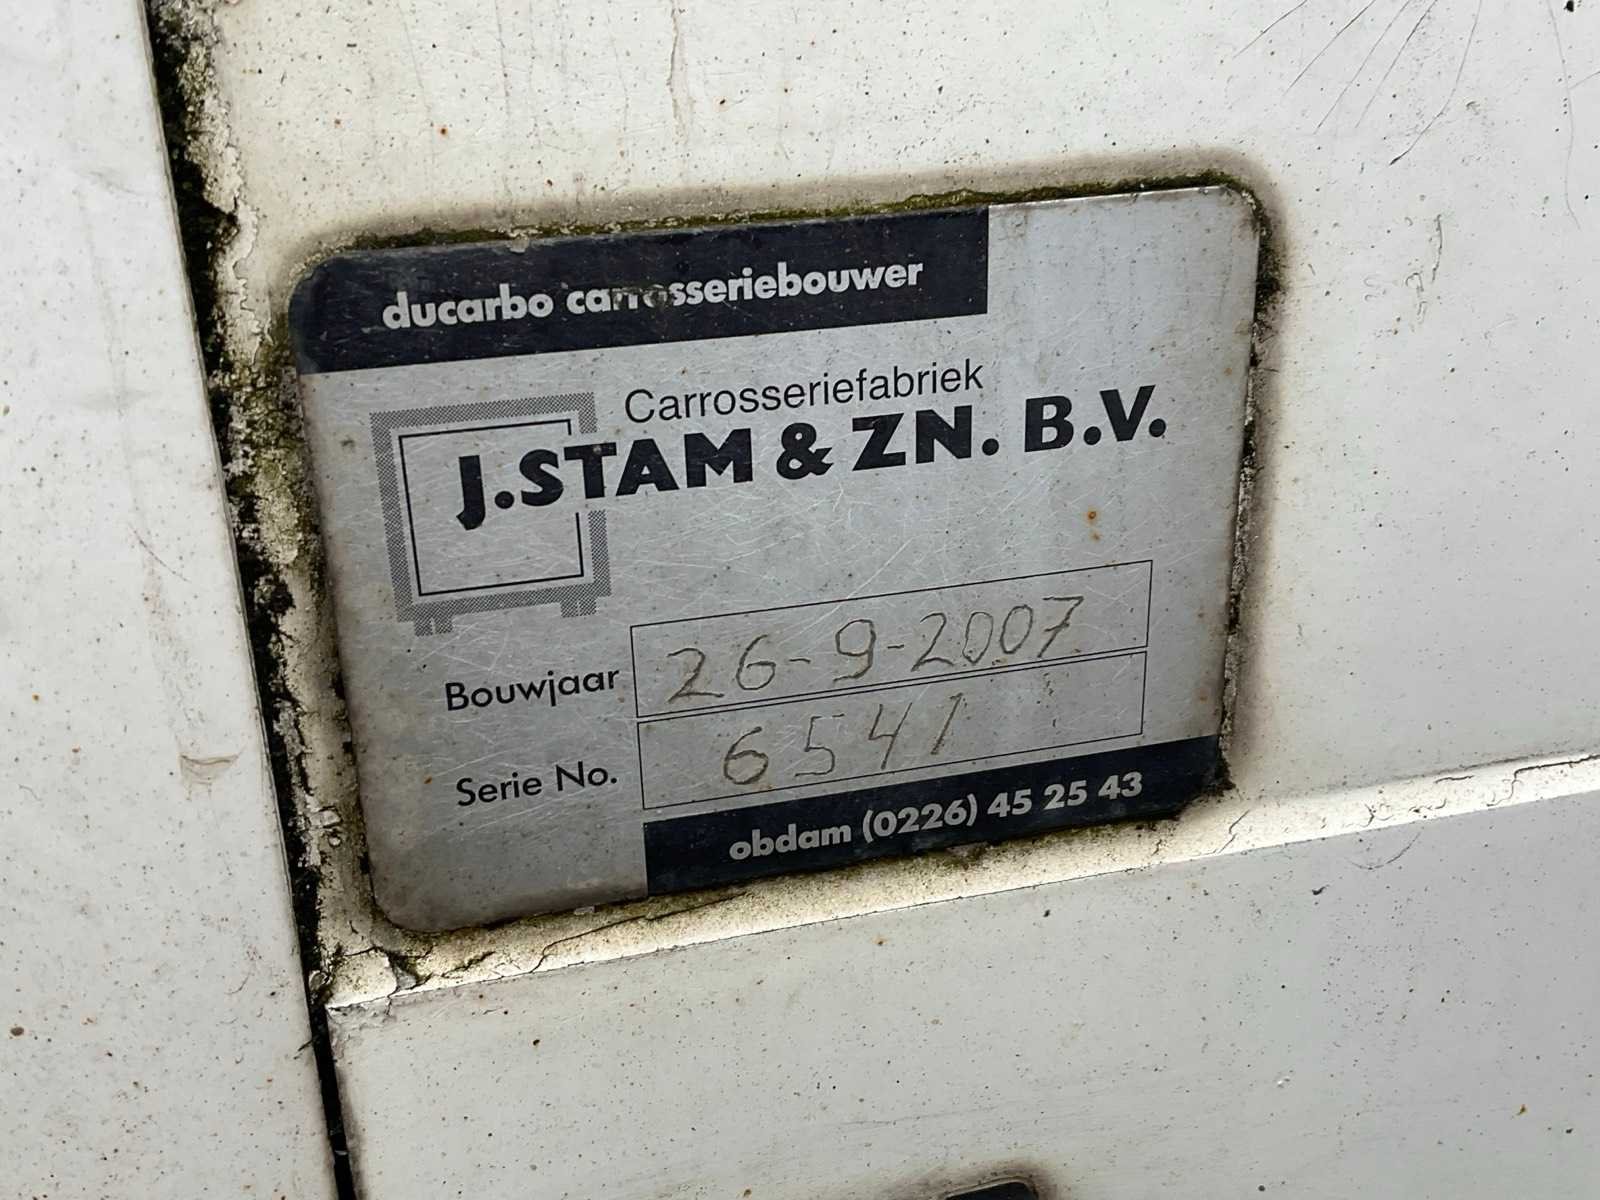 ducarbo carrosseriebouwer
Carrosseriefabriek
J.STAM & ZN. B.V.
Bouwjaar 26-9-2007
Serie No. 6541
obdam (0226) 45 25 43